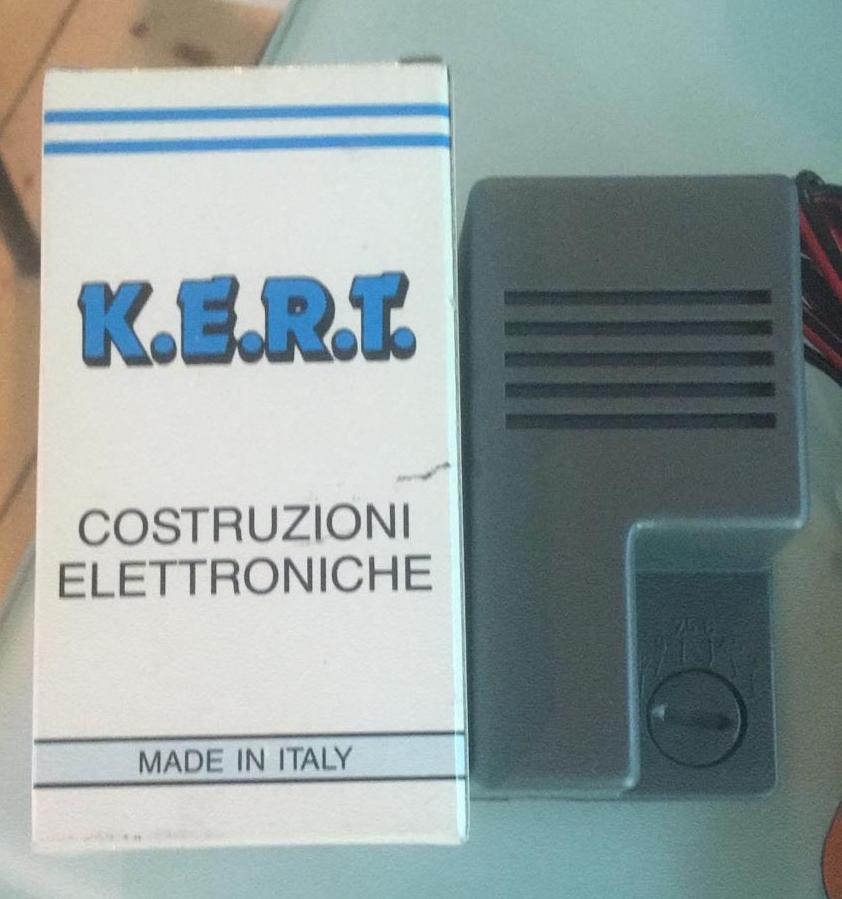 K.E.R.T.
COSTRUZIONI
ELETTRONICHE
MADE IN ITALY